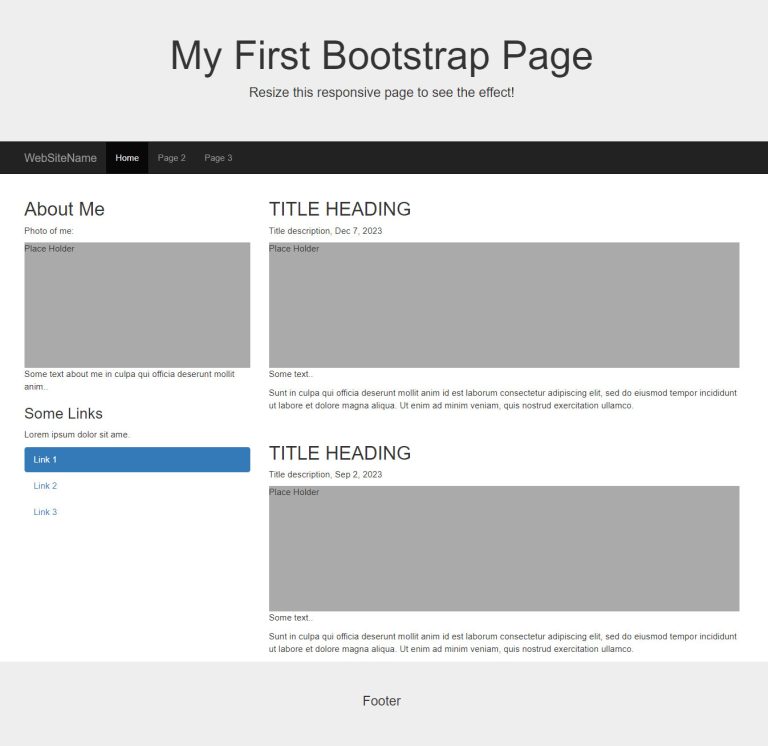 My First Bootstrap Page
Resize this responsive page to see the effect!
WebSiteName Home Page 2 Page 3
About Me
Photo of me:
Place Holder
Some text about me in culpa qui officia deserunt mollit
anim..
Some Links
Lorem ipsum dolor sit ame.
Link 1
Link 2
Link 3
TITLE HEADING
Title description, Dec 7, 2023
Place Holder
Some text..
Sunt in culpa qui officia deserunt mollit anim id est laborum consectetur adipiscing elit, sed do eiusmod tempor incididunt
ut labore et dolore magna aliqua. Ut enim ad minim veniam, quis nostrud exercitation ullamco.
TITLE HEADING
Title description, Sep 2, 2023
Place Holder
Some text..
Sunt in culpa qui officia deserunt mollit anim id est laborum consectetur adipiscing elit, sed do eiusmod tempor incididunt
ut labore et dolore magna aliqua. Ut enim ad minim veniam, quis nostrud exercitation ullamco.
Footer